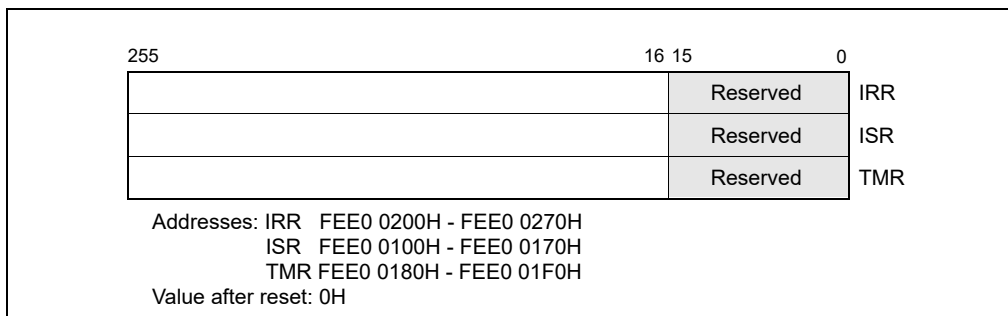 255 16 15 0
Reserved IRR
Reserved ISR
Reserved TMR
Addresses: IRR FEE0 0200H - FEE0 0270H
ISR FEE0 0100H - FEE0 0170H
TMR FEE0 0180H - FEE0 01F0H
Value after reset: 0H